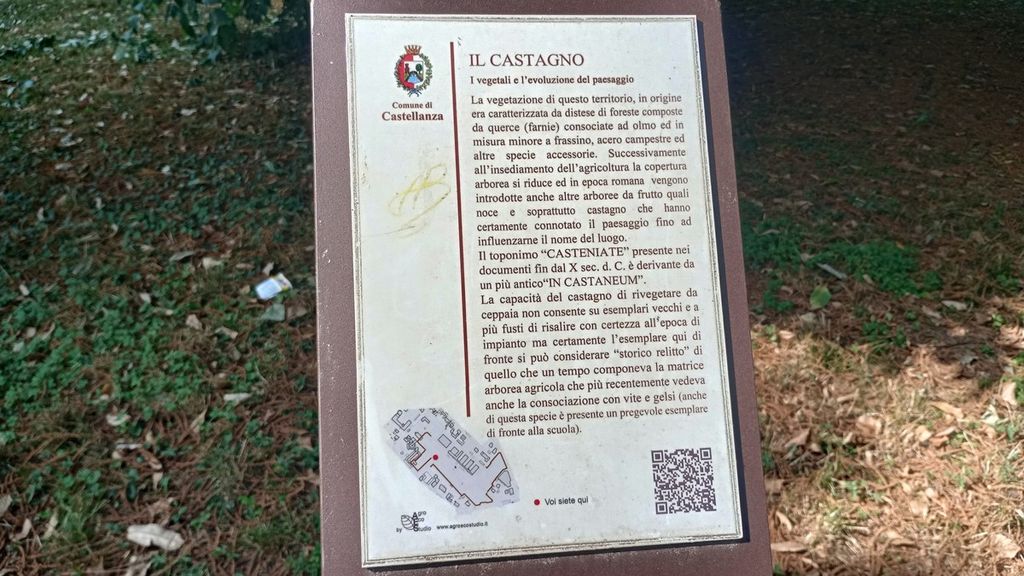 Comune di
Castellanza
IL CASTAGNO
I vegetali e l'evoluzione del paesaggio
La vegetazione di questo territorio, in origine
era caratterizzata da distese di foreste composte
da querce (farnie) consociate ad olmo ed in
misura minore a frassino, acero campestre ed
altre specie accessorie. Successivamente
all'insediamento dell'agricoltura la copertura
arborea si riduce ed in epoca romana vengono
introdotte anche altre arboree da frutto quali
noce e soprattutto castagno che hanno
certamente connotato il paesaggio fino ad
influenzarne il nome del luogo.
Il toponimo "CASTENIATE" presente nei
documenti fin dal X sec. d. C. è derivante da
un più antico"IN CASTANEUM".
La capacità del castagno di rivegetare da
ceppaia non consente su esemplari vecchi e a
più fusti di risalire con certezza all'epoca di
impianto ma certamente l'esemplare qui di
fronte si può considerare "storico relitto" di
quello che un tempo componeva la matrice
arborea agricola che più recentemente vedeva
anche la consociazione con vite e gelsi (anche
di questa specie è presente un pregevole esemplare
di fronte alla scuola).
Voi siete qui
by Agro Eco Studio www.agroecostudio.it